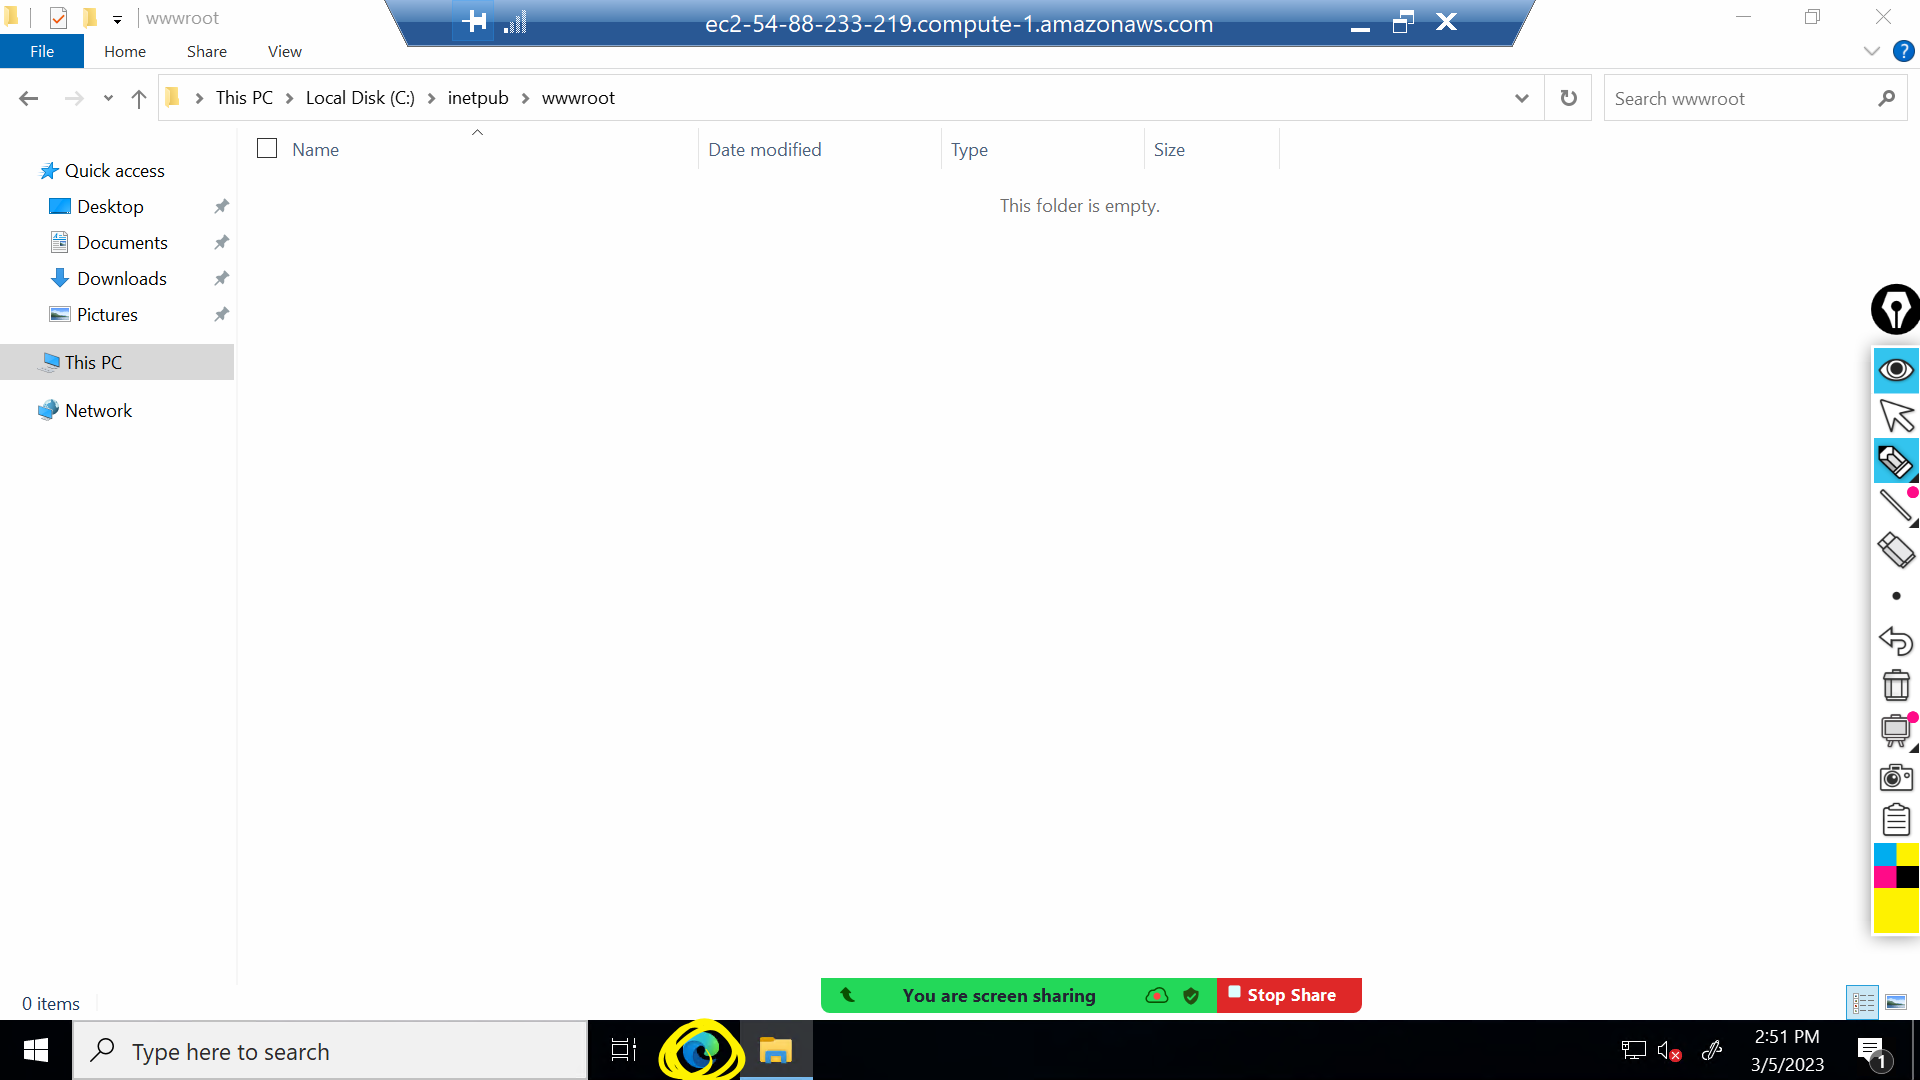 wwwroot
ec2-54-88-233-219.compute-1.amazonaws.com
File Home Share View
This PC Local Disk (C:) inetpub wwwroot
Search wwwroot
Name Date modified Type Size
This folder is empty.
Quick access
Desktop
Documents
Downloads
Pictures
This PC
Network
0 items
You are screen sharing
Stop Share
Type here to search
2:51 PM
3/5/2023
1